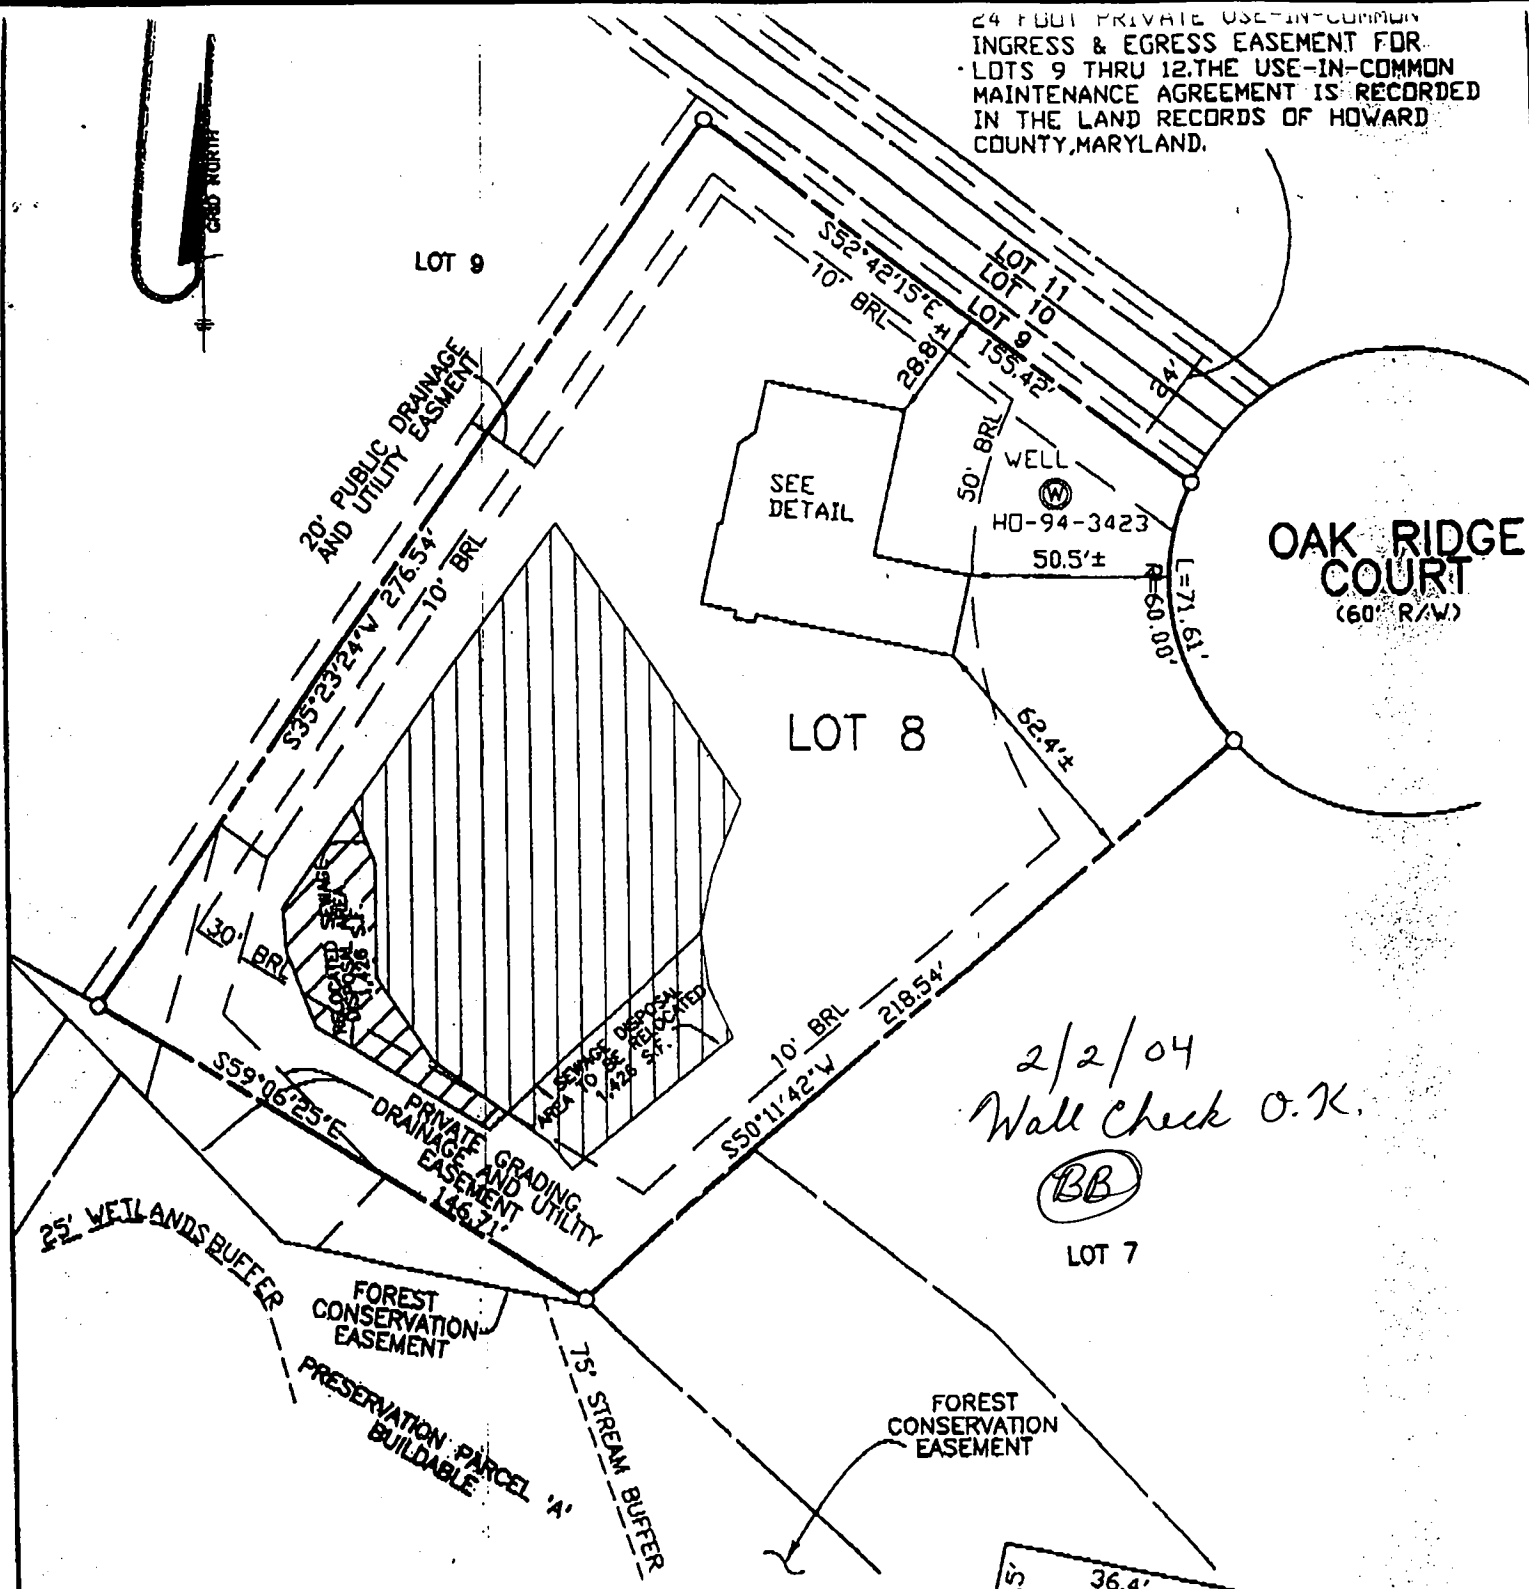 24 FOOT PRIVATE USE-IN-COMMON
INGRESS & EGRESS EASEMENT FOR
LOTS 9 THRU 12.THE USE-IN-COMMON
MAINTENANCE AGREEMENT IS RECORDED
IN THE LAND RECORDS OF HOWARD
COUNTY,MARYLAND.
GRID NORTH
LOT 9
S52°42'15"E
155.42'
10' BRL
LOT 11
LOT 10
LOT 9
24'
28.8'±
20' PUBLIC DRAINAGE
AND UTILITY EASMENT
50' BRL
WELL
W
HO-94-3423
50.5'±
SEE
DETAIL
OAK RIDGE
COURT
(60' R/W)
L=71.61'
R=60.00'
S35°23'24"W 276.54'
10' BRL
LOT 8
62.4'±
30' BRL
RELOCATED SEWAGE
DISPOSAL AREA
1,426 S.F.
SEWAGE DISPOSAL
AREA TO BE RELOCATED
1,426 S.F.
10' BRL
218.54'
S50°11'42"W
S59°06'25"E
146.71'
PRIVATE GRADING,
DRAINAGE AND UTILITY
EASEMENT
2/2/04
Wall Check O.K.
BB
LOT 7
25' WETLANDS BUFFER
FOREST
CONSERVATION
EASEMENT
PRESERVATION PARCEL 'A'
BUILDABLE
75' STREAM BUFFER
FOREST
CONSERVATION
EASEMENT
36.4'